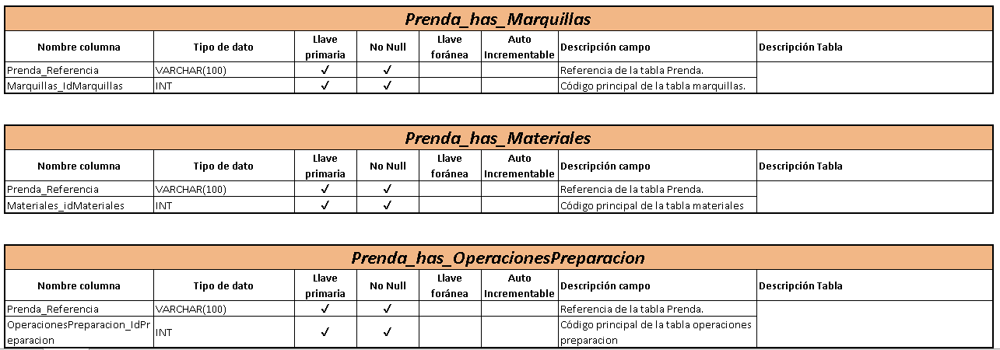 Prenda_has_Marquillas
Nombre columna Tipo de dato Llave primaria No Null Llave foránea Auto Incrementable Descripción campo Descripción Tabla
Prenda_Referencia VARCHAR(100) ✓ ✓ Referencia de la tabla Prenda.
Marquillas_IdMarquillas INT ✓ ✓ Código principal de la tabla marquillas.
Prenda_has_Materiales
Nombre columna Tipo de dato Llave primaria No Null Llave foránea Auto Incrementable Descripción campo Descripción Tabla
Prenda_Referencia VARCHAR(100) ✓ ✓ Referencia de la tabla Prenda.
Materiales_idMateriales INT ✓ ✓ Código principal de la tabla materiales
Prenda_has_OperacionesPreparacion
Nombre columna Tipo de dato Llave primaria No Null Llave foránea Auto Incrementable Descripción campo Descripción Tabla
Prenda_Referencia VARCHAR(100) ✓ ✓ Referencia de la tabla Prenda.
OperacionesPreparacion_IdPreparacion INT ✓ ✓ Código principal de la tabla operaciones preparacion